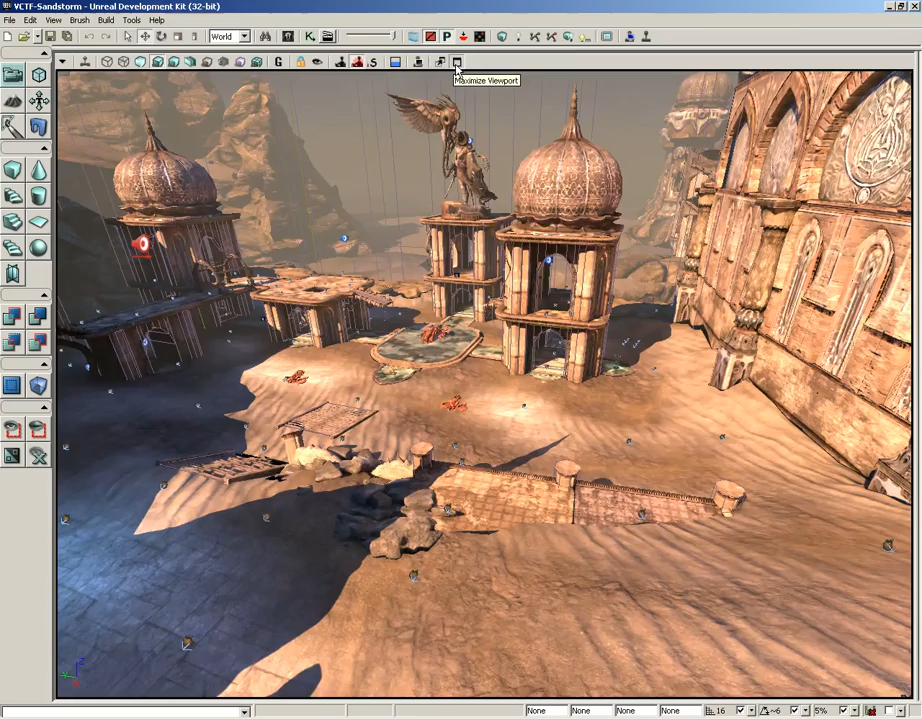 VCTF-Sandstorm - Unreal Development Kit (32-bit)
File Edit View Brush Build Tools Help
World
K
P
G
S
Maximize Viewport
Z
None None None None 16 ~6 5%